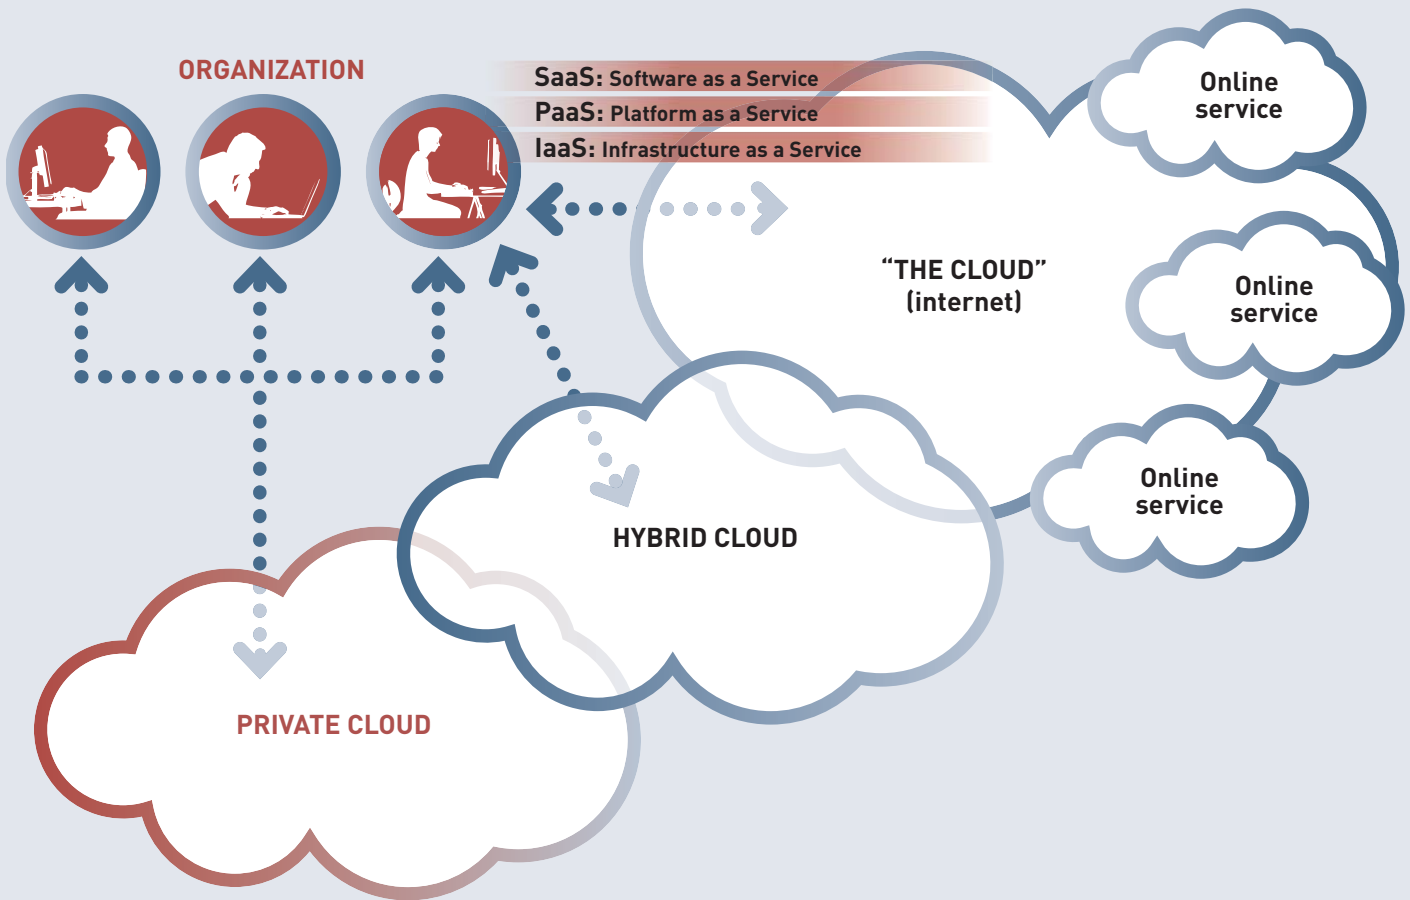 ORGANIZATION
SaaS: Software as a Service
PaaS: Platform as a Service
IaaS: Infrastructure as a Service
Online
service
“THE CLOUD”
(internet)
Online
service
Online
service
HYBRID CLOUD
PRIVATE CLOUD